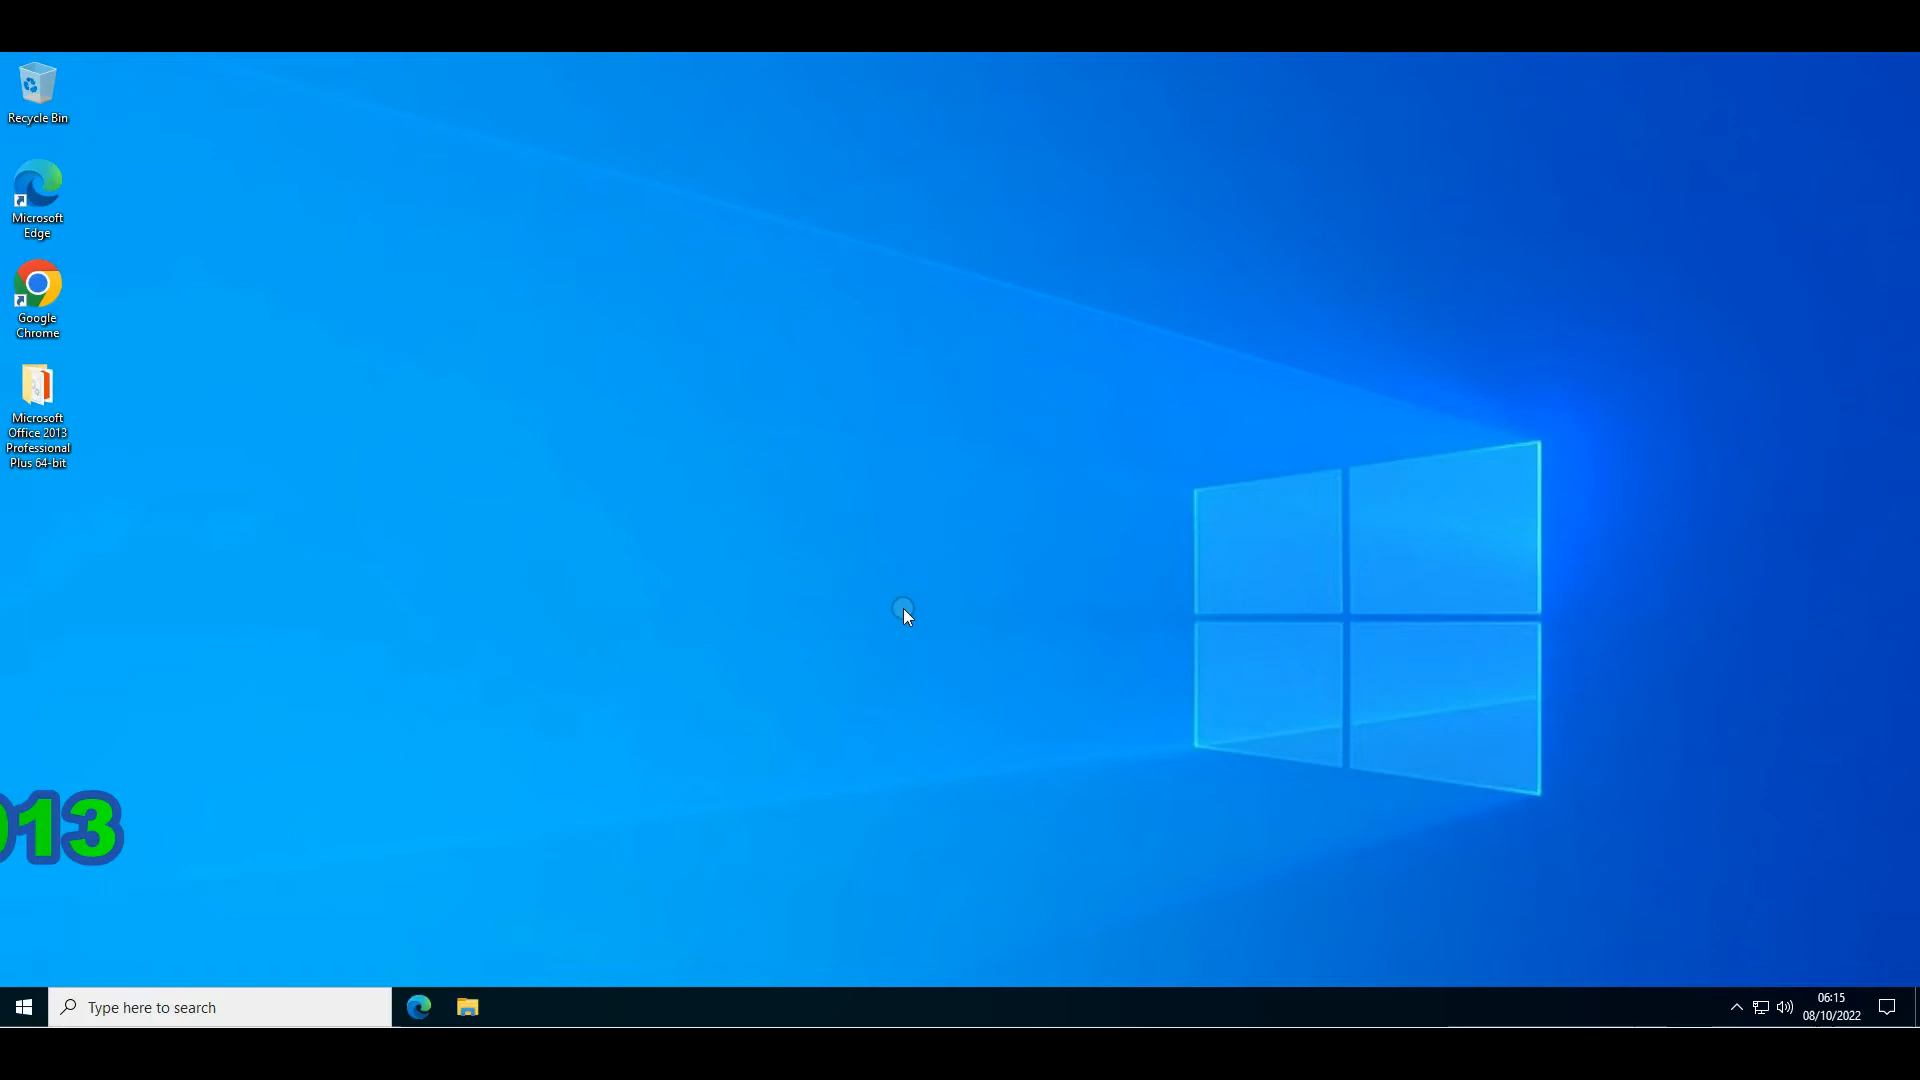 Recycle Bin
Microsoft
Edge
Google
Chrome
Microsoft
Office 2013
Professional
Plus 64-bit
013
Type here to search
06:15
08/10/2022